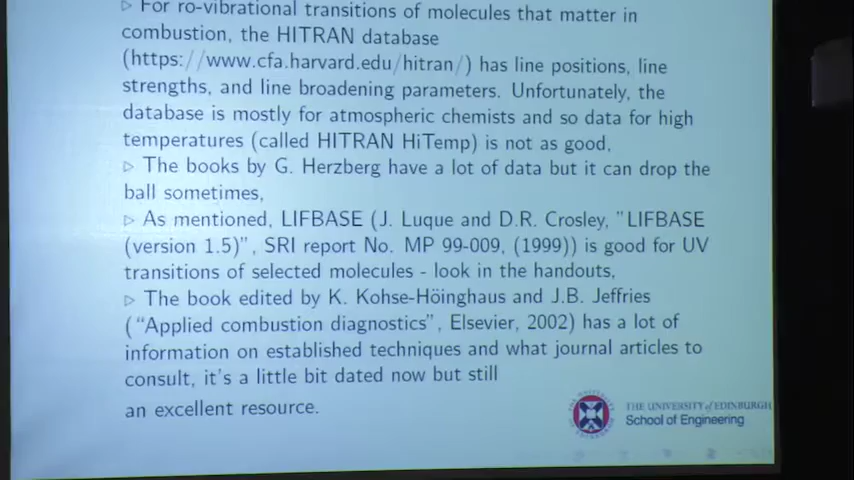 ▷ For ro-vibrational transitions of molecules that matter in
combustion, the HITRAN database
(https://www.cfa.harvard.edu/hitran/) has line positions, line
strengths, and line broadening parameters. Unfortunately, the
database is mostly for atmospheric chemists and so data for high
temperatures (called HITRAN HiTemp) is not as good,
▷ The books by G. Herzberg have a lot of data but it can drop the
ball sometimes,
▷ As mentioned, LIFBASE (J. Luque and D.R. Crosley, "LIFBASE
(version 1.5)", SRI report No. MP 99-009, (1999)) is good for UV
transitions of selected molecules - look in the handouts,
▷ The book edited by K. Kohse-Höinghaus and J.B. Jeffries
("Applied combustion diagnostics", Elsevier, 2002) has a lot of
information on established techniques and what journal articles to
consult, it's a little bit dated now but still
an excellent resource.
THE UNIVERSITY of EDINBURGH
School of Engineering